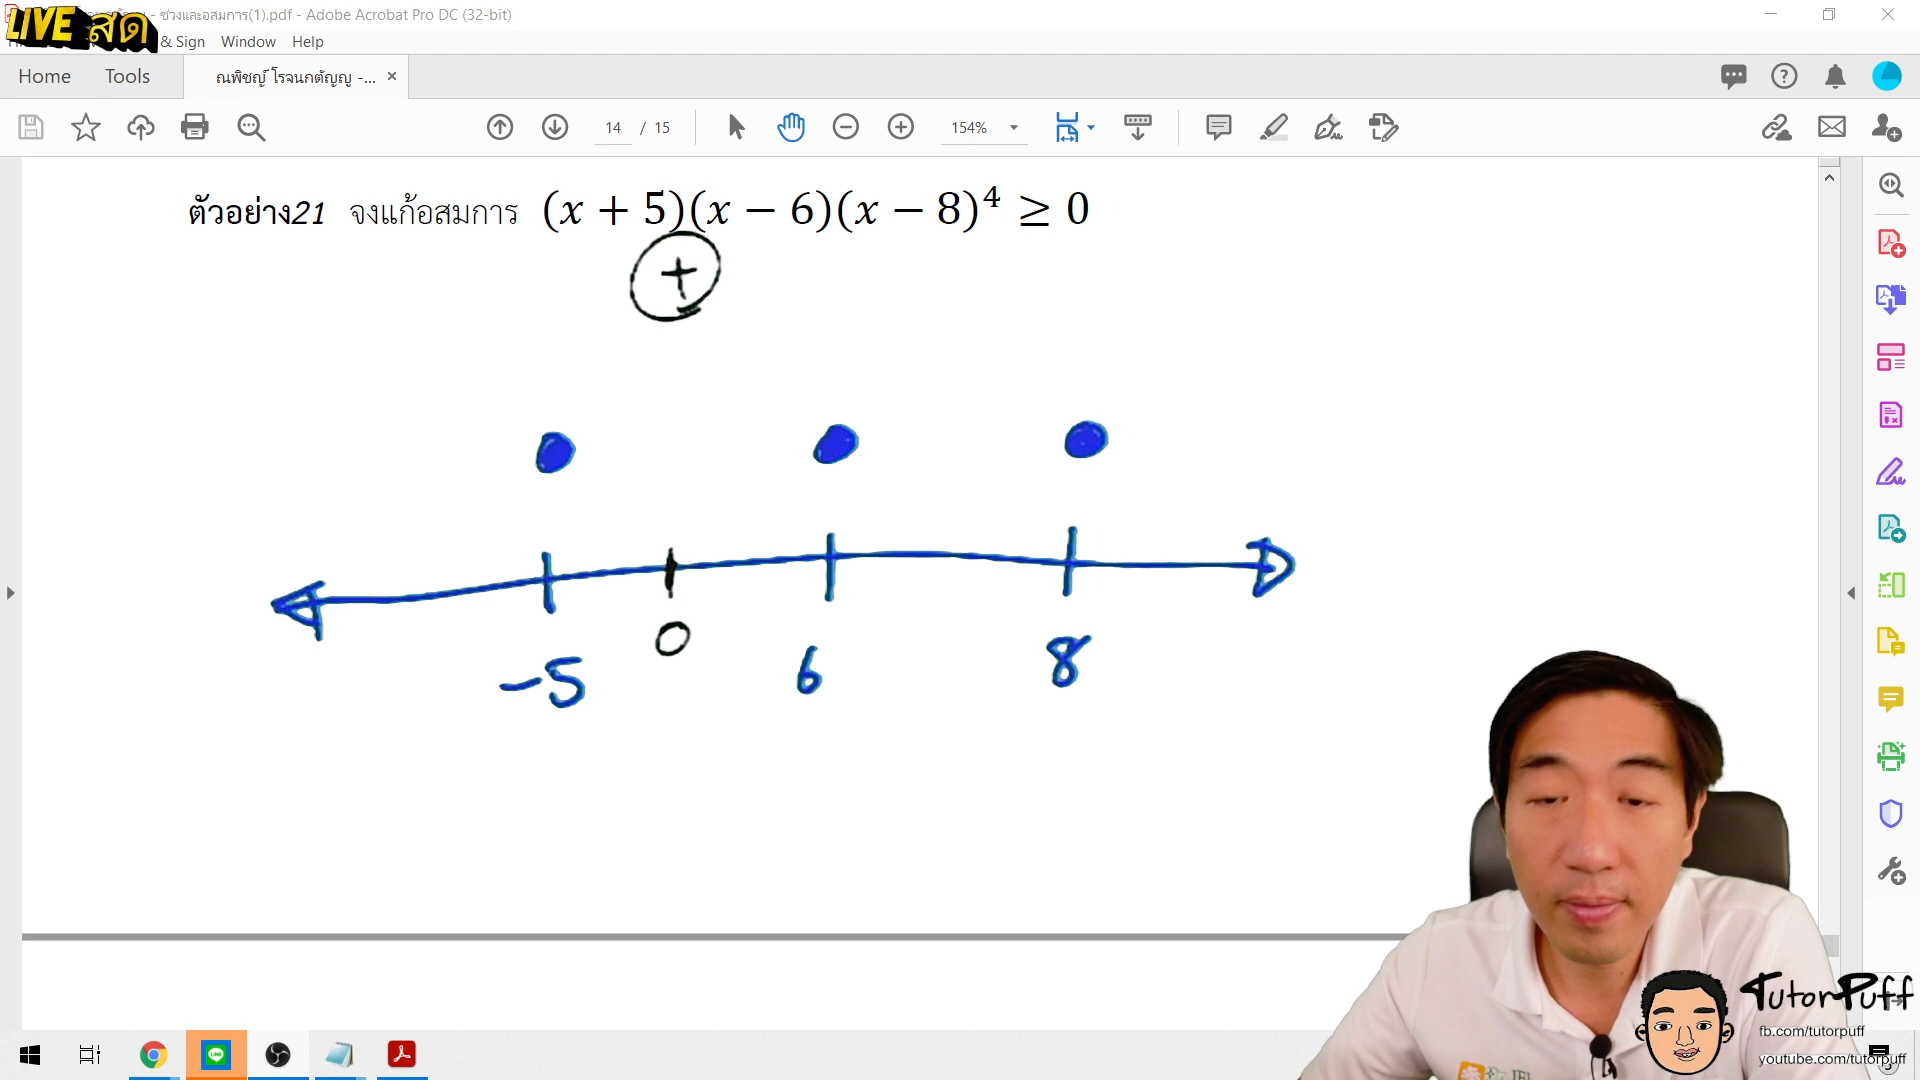 LIVE สด
- ช่วงและอสมการ(1).pdf - Adobe Acrobat Pro DC (32-bit)
& Sign Window Help
Home Tools ณพิชญ์ โรจนกตัญญู -... ×
14 / 15 154%
ตัวอย่าง21 จงแก้อสมการ (x + 5)(x − 6)(x − 8)⁴ ≥ 0
+
-5 0 6 8
TutorPuff
fb.com/tutorpuff
youtube.com/tutorpuff